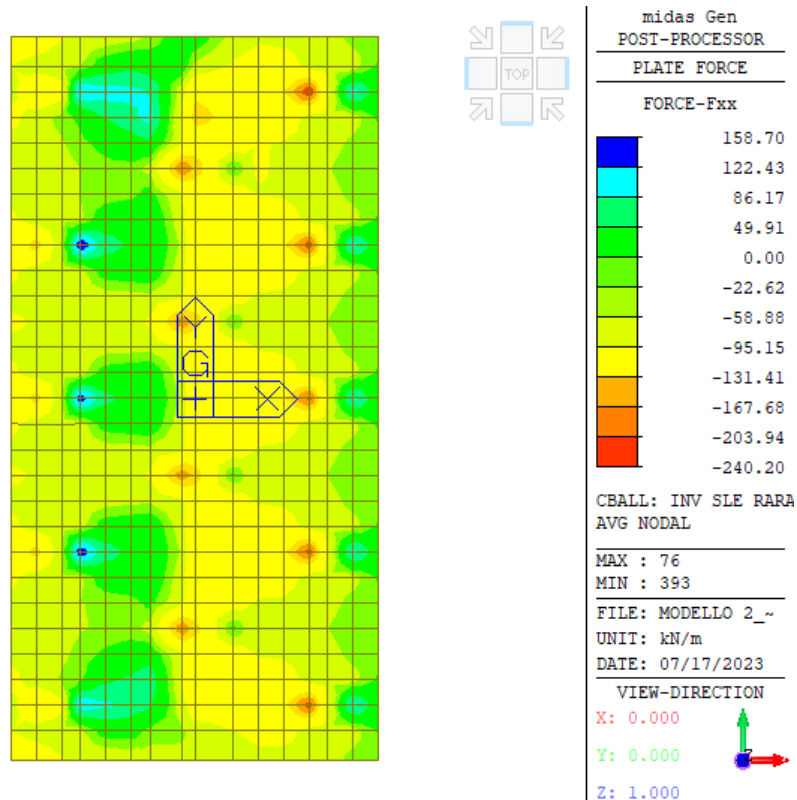 midas Gen
POST-PROCESSOR
PLATE FORCE
FORCE-Fxx
TOP
158.70
122.43
86.17
49.91
0.00
-22.62
-58.88
-95.15
-131.41
-167.68
-203.94
-240.20
Y
G
X
CBALL: INV SLE RARA
AVG NODAL
MAX : 76
MIN : 393
FILE: MODELLO 2_~
UNIT: kN/m
DATE: 07/17/2023
VIEW-DIRECTION
X: 0.000
Y: 0.000
Z: 1.000
Z